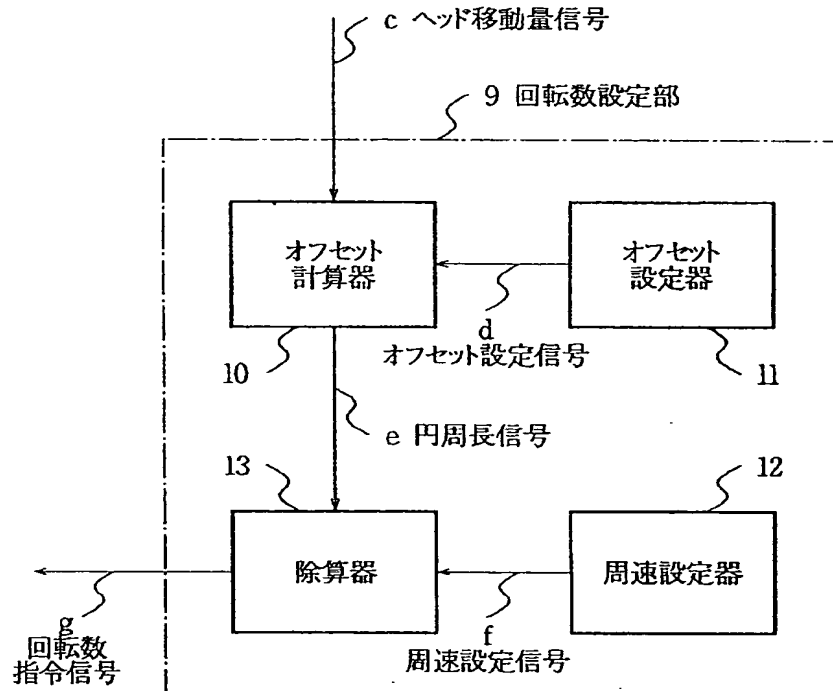 c ヘッド移動量信号
9 回転数設定部
オフセット
計算器
オフセット
設定器
d
オフセット設定信号
10
11
e 円周長信号
13
12
除算器
周速設定器
g
回転数
指令信号
f
周速設定信号